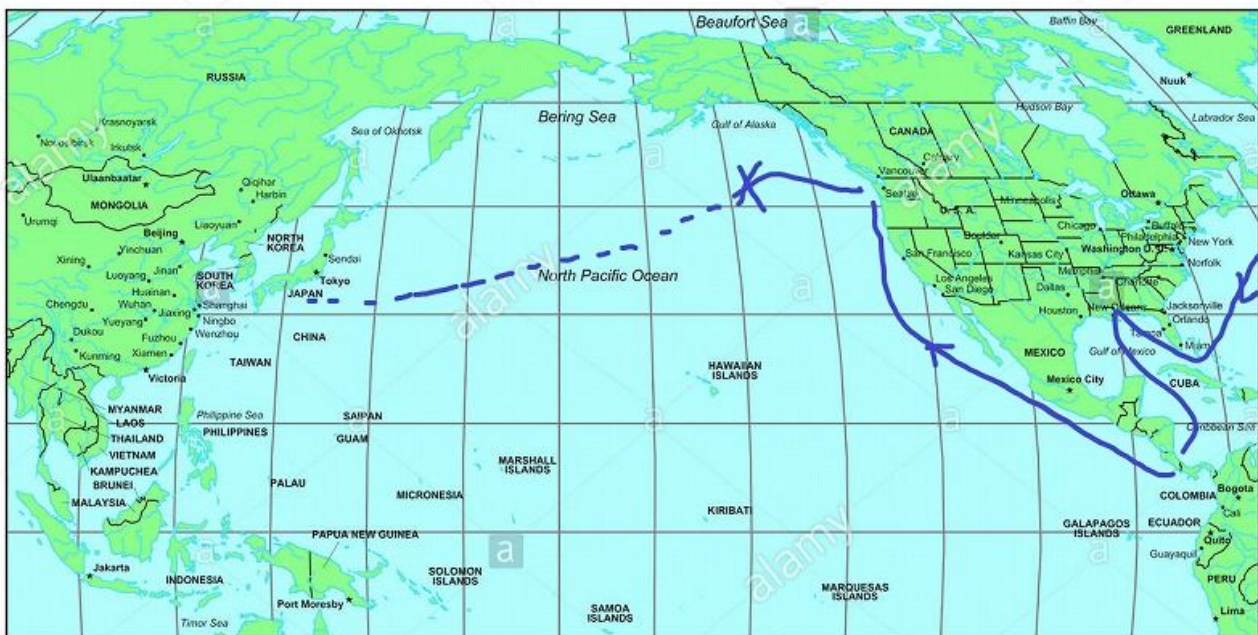 Beaufort Sea
Baffin Bay
GREENLAND
RUSSIA
Nuuk
Krasnoyarsk
Irkutsk
Sea of Okhotsk
Bering Sea
Gulf of Alaska
Hudson Bay
Labrador Sea
CANADA
Calgary
Vancouver
Seattle
Ulaanbaatar
MONGOLIA
Qiqihar
Harbin
Urumqi
Liaoyuan
Minneapolis
Ottawa
U. S. A.
Beijing
NORTH
KOREA
Boulder
Chicago
Buffalo
Philadelphia
New York
Washington D.C.
Yinchuan
Xining
Sendai
San Francisco
Kansas City
Norfolk
Luoyang
Jinan
SOUTH
KOREA
Tokyo
North Pacific Ocean
Los Angeles
San Diego
Memphis
Charlotte
Huainan
JAPAN
Dallas
Chengdu
Wuhan
Shanghai
Jiaxing
Houston
New Orleans
Jacksonville
Yueyang
Ningbo
Orlando
Dukou
Fuzhou
Wenzhou
CHINA
Tampa
Miami
Kunming
Xiamen
TAIWAN
MEXICO
Gulf of Mexico
Victoria
HAWAIIAN
ISLANDS
Mexico City
CUBA
MYANMAR
LAOS
THAILAND
VIETNAM
KAMPUCHEA
BRUNEI
MALAYSIA
Philippine Sea
PHILIPPINES
SAIPAN
GUAM
Caribbean Sea
MARSHALL
ISLANDS
PALAU
MICRONESIA
COLOMBIA
Bogota
Cali
KIRIBATI
GALAPAGOS
ISLANDS
ECUADOR
Quito
Guayaquil
PAPUA NEW GUINEA
Jakarta
INDONESIA
SOLOMON
ISLANDS
MARQUESAS
ISLANDS
PERU
Port Moresby
SAMOA
ISLANDS
Lima
Timor Sea
alamy
alamy
alamy
alamy
a
a
a
a
a
a
a
a
a
a
a
a